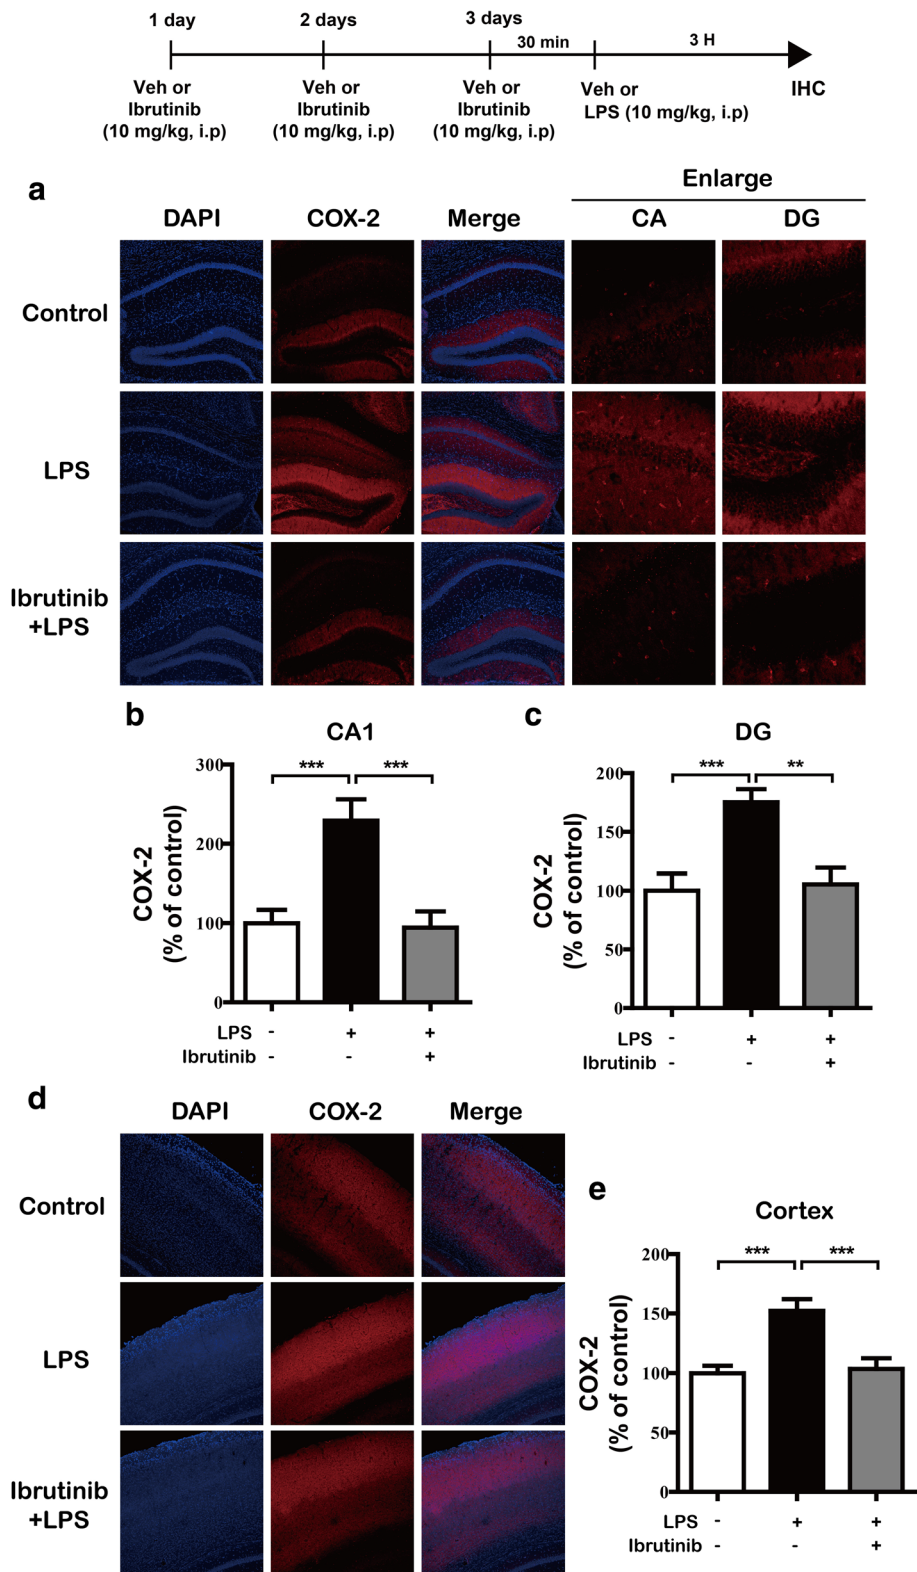 1 day
2 days
3 days
30 min
3 H
Veh or
Ibrutinib
(10 mg/kg, i.p)
Veh or
Ibrutinib
(10 mg/kg, i.p)
Veh or
Ibrutinib
(10 mg/kg, i.p)
Veh or
LPS (10 mg/kg, i.p)
IHC
a
Enlarge
DAPI
COX-2
Merge
CA
DG
Control
LPS
Ibrutinib
+LPS
b
CA1
COX-2
(% of control)
300
200
100
0
***
***
LPS - + +
Ibrutinib - - +
c
DG
COX-2
(% of control)
200
150
100
50
0
***
**
LPS - + +
Ibrutinib - - +
d
DAPI
COX-2
Merge
Control
LPS
Ibrutinib
+LPS
e
Cortex
COX-2
(% of control)
200
150
100
50
0
***
***
LPS - + +
Ibrutinib - - +